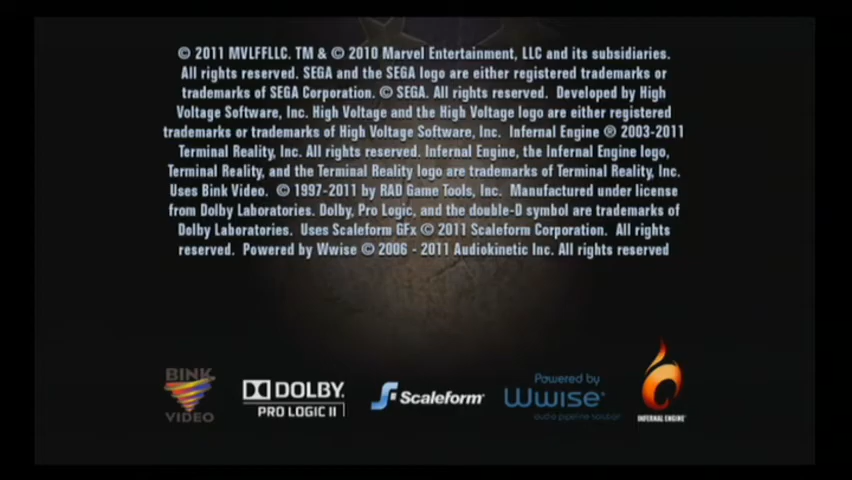 © 2011 MVLFFLLC. TM & © 2010 Marvel Entertainment, LLC and its subsidiaries.
All rights reserved. SEGA and the SEGA logo are either registered trademarks or
trademarks of SEGA Corporation. © SEGA. All rights reserved. Developed by High
Voltage Software, Inc. High Voltage and the High Voltage logo are either registered
trademarks or trademarks of High Voltage Software, Inc. Infernal Engine ® 2003-2011
Terminal Reality, Inc. All rights reserved. Infernal Engine, the Infernal Engine logo,
Terminal Reality, and the Terminal Reality logo are trademarks of Terminal Reality, Inc.
Uses Bink Video. © 1997-2011 by RAD Game Tools, Inc. Manufactured under license
from Dolby Laboratories. Dolby, Pro Logic, and the double-D symbol are trademarks of
Dolby Laboratories. Uses Scaleform GFx © 2011 Scaleform Corporation. All rights
reserved. Powered by Wwise © 2006 - 2011 Audiokinetic Inc. All rights reserved
BINK
VIDEO
DOLBY
PRO LOGIC II
Scaleform
Powered by
Wwise
audio pipeline solution
INFERNAL ENGINE